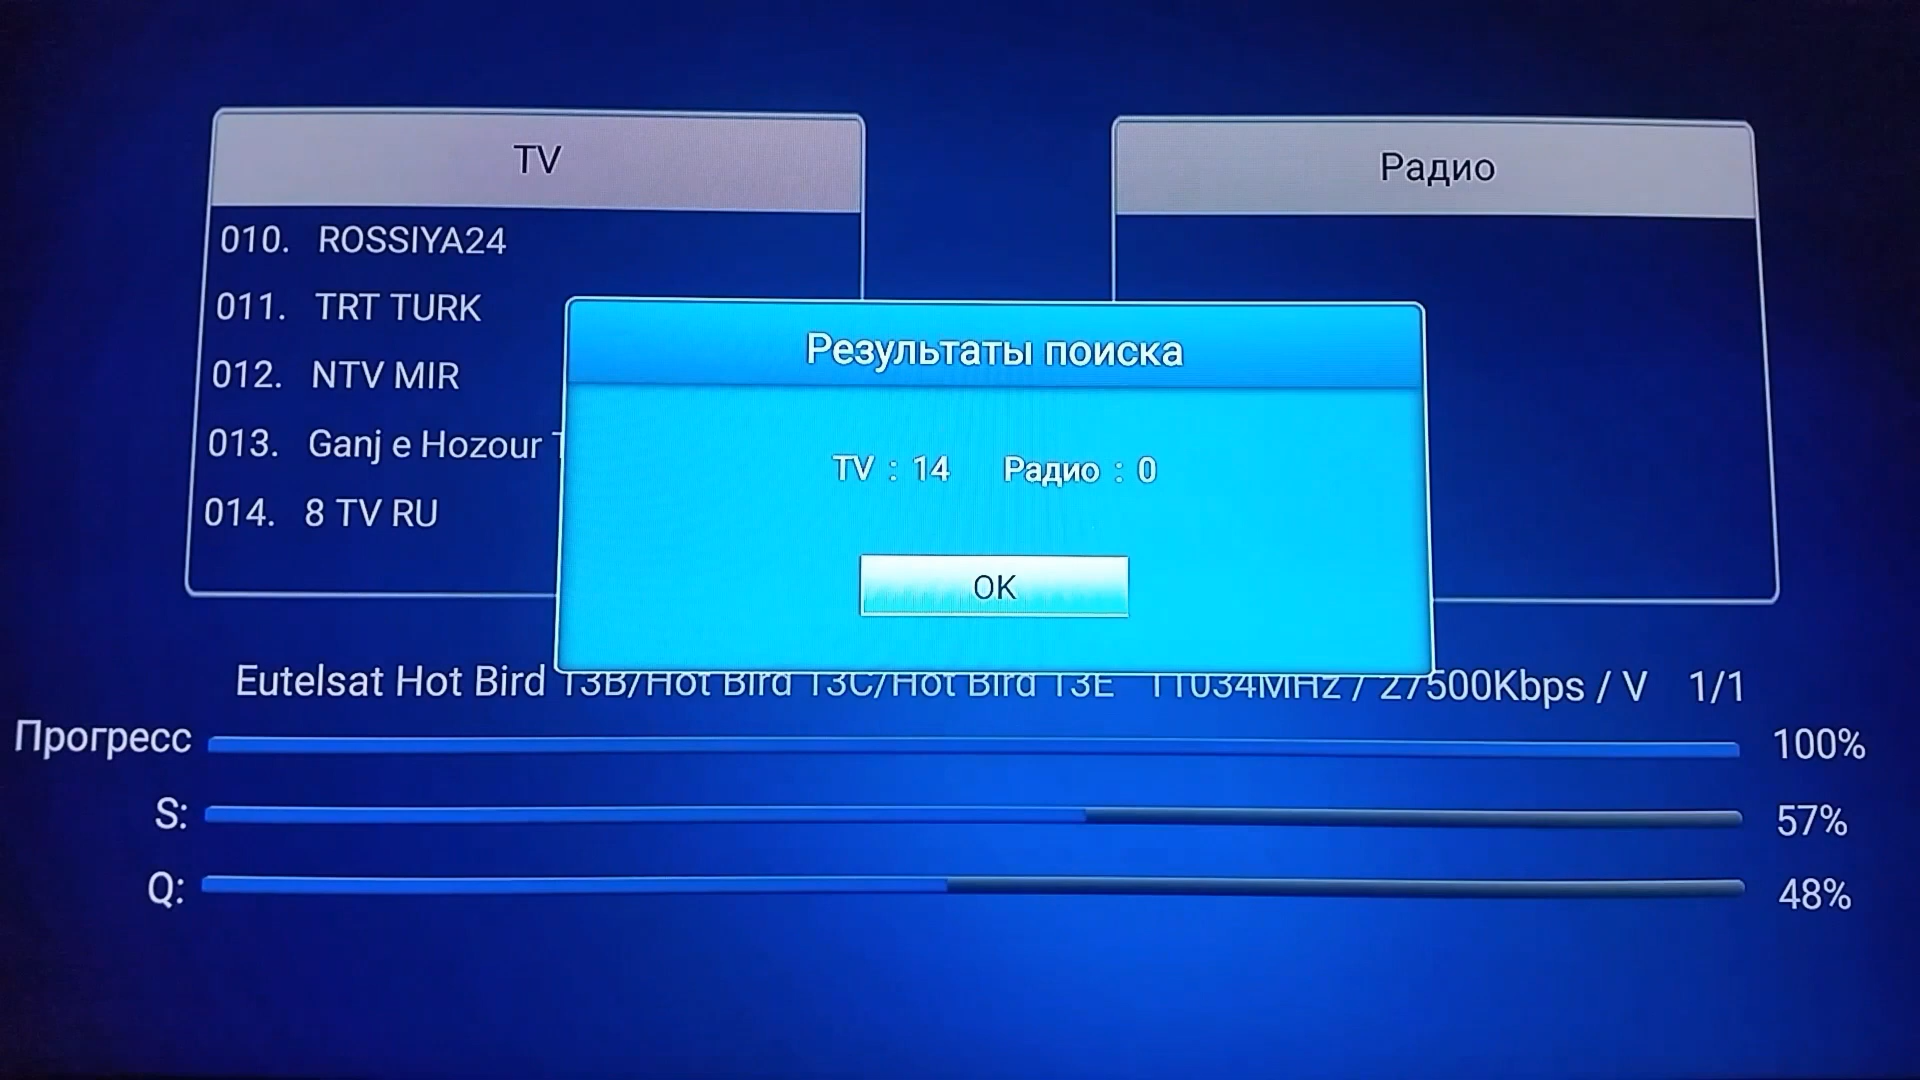 TV
Радио
010. ROSSIYA24
011. TRT TURK
012. NTV MIR
013. Ganj e Hozour
014. 8 TV RU
Результаты поиска
TV : 14 Радио : 0
OK
Eutelsat Hot Bird 13B/Hot Bird 13C/Hot Bird 13E 11034MHz / 27500Kbps / V 1/1
Прогресс 100%
S: 57%
Q: 48%